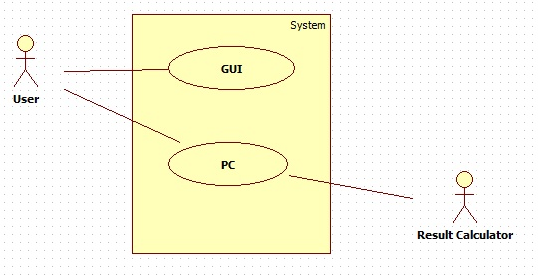 System
GUI
User
PC
Result Calculator